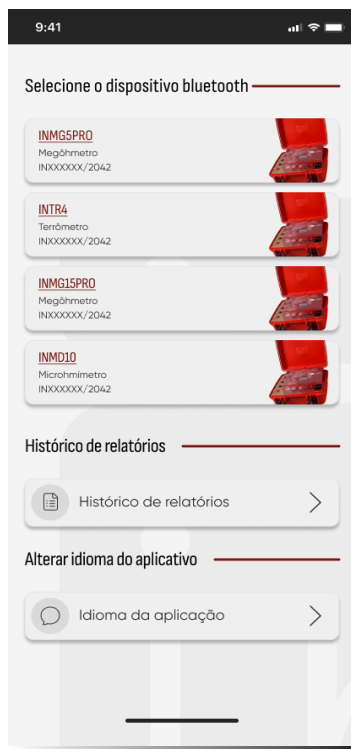 9:41
Selecione o dispositivo bluetooth
INMG5PRO
Megôhmetro
INXXXXXX/2042
INTR4
Terrômetro
INXXXXXX/2042
INMG15PRO
Megôhmetro
INXXXXXX/2042
INMD10
Microhmímetro
INXXXXXX/2042
Histórico de relatórios
Histórico de relatórios
Alterar idioma do aplicativo
Idioma da aplicação